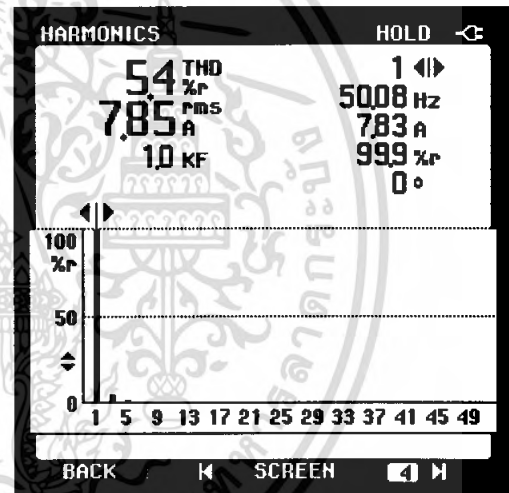 HARMONICS HOLD
5.4 THD %r
7.85 rms A
1.0 KF
1
50.08 Hz
7.83 A
99.9 %r
0 °
100
%r
50
0
1 5 9 13 17 21 25 29 33 37 41 45 49
BACK SCREEN 4